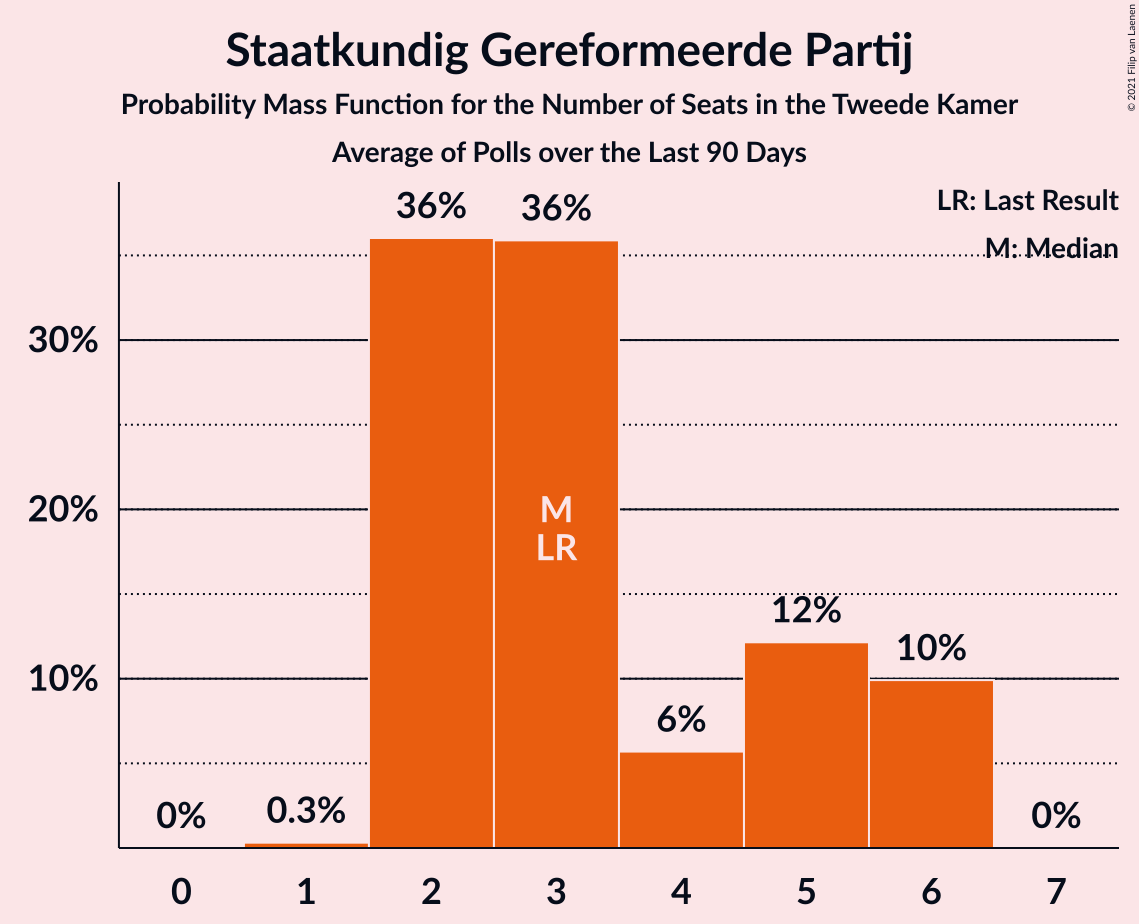 Staatkundig Gereformeerde Partij
Probability Mass Function for the Number of Seats in the Tweede Kamer
Average of Polls over the Last 90 Days
© 2021 Filip van Laenen
LR: Last Result
M: Median
36%
36%
30%
20%
10%
M
LR
12%
10%
6%
0%
0.3%
0%
0 1 2 3 4 5 6 7